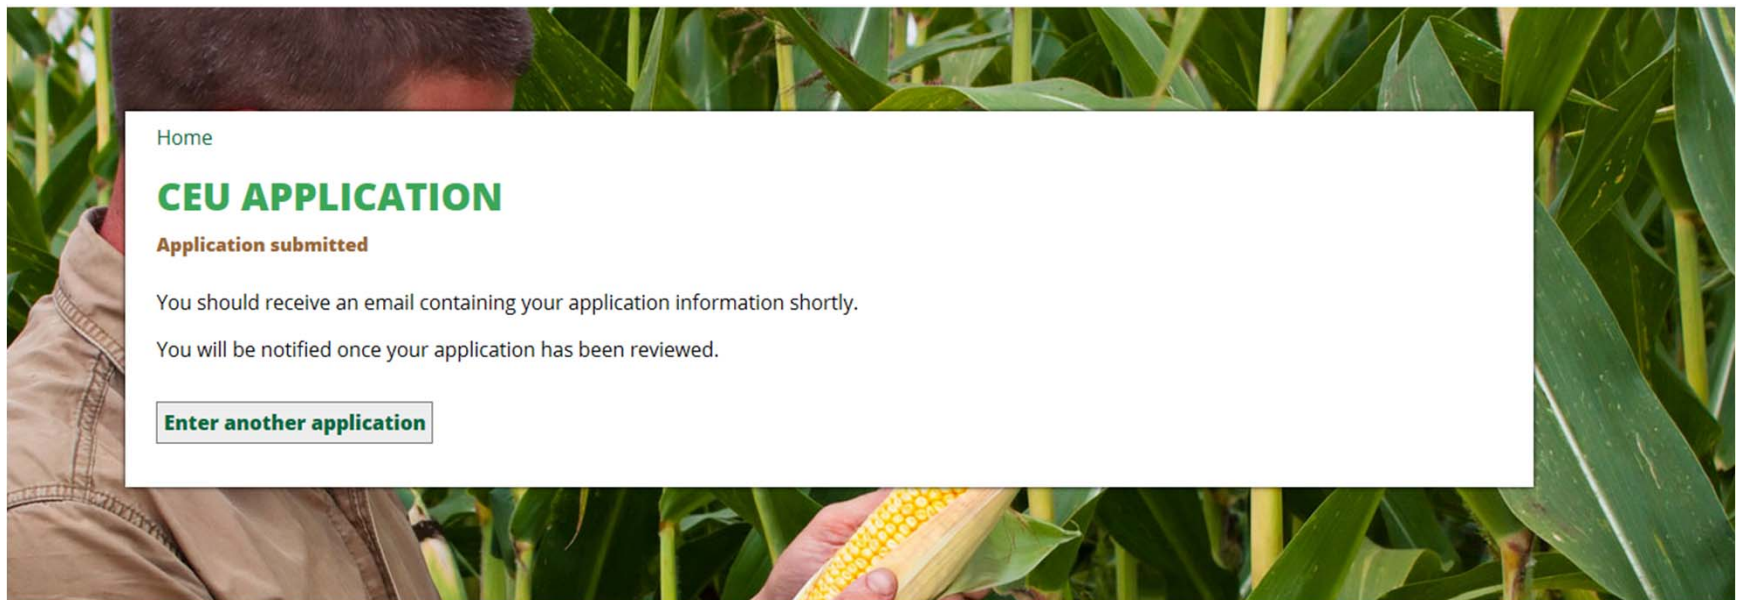 Home
CEU APPLICATION
Application submitted
You should receive an email containing your application information shortly.
You will be notified once your application has been reviewed.
Enter another application